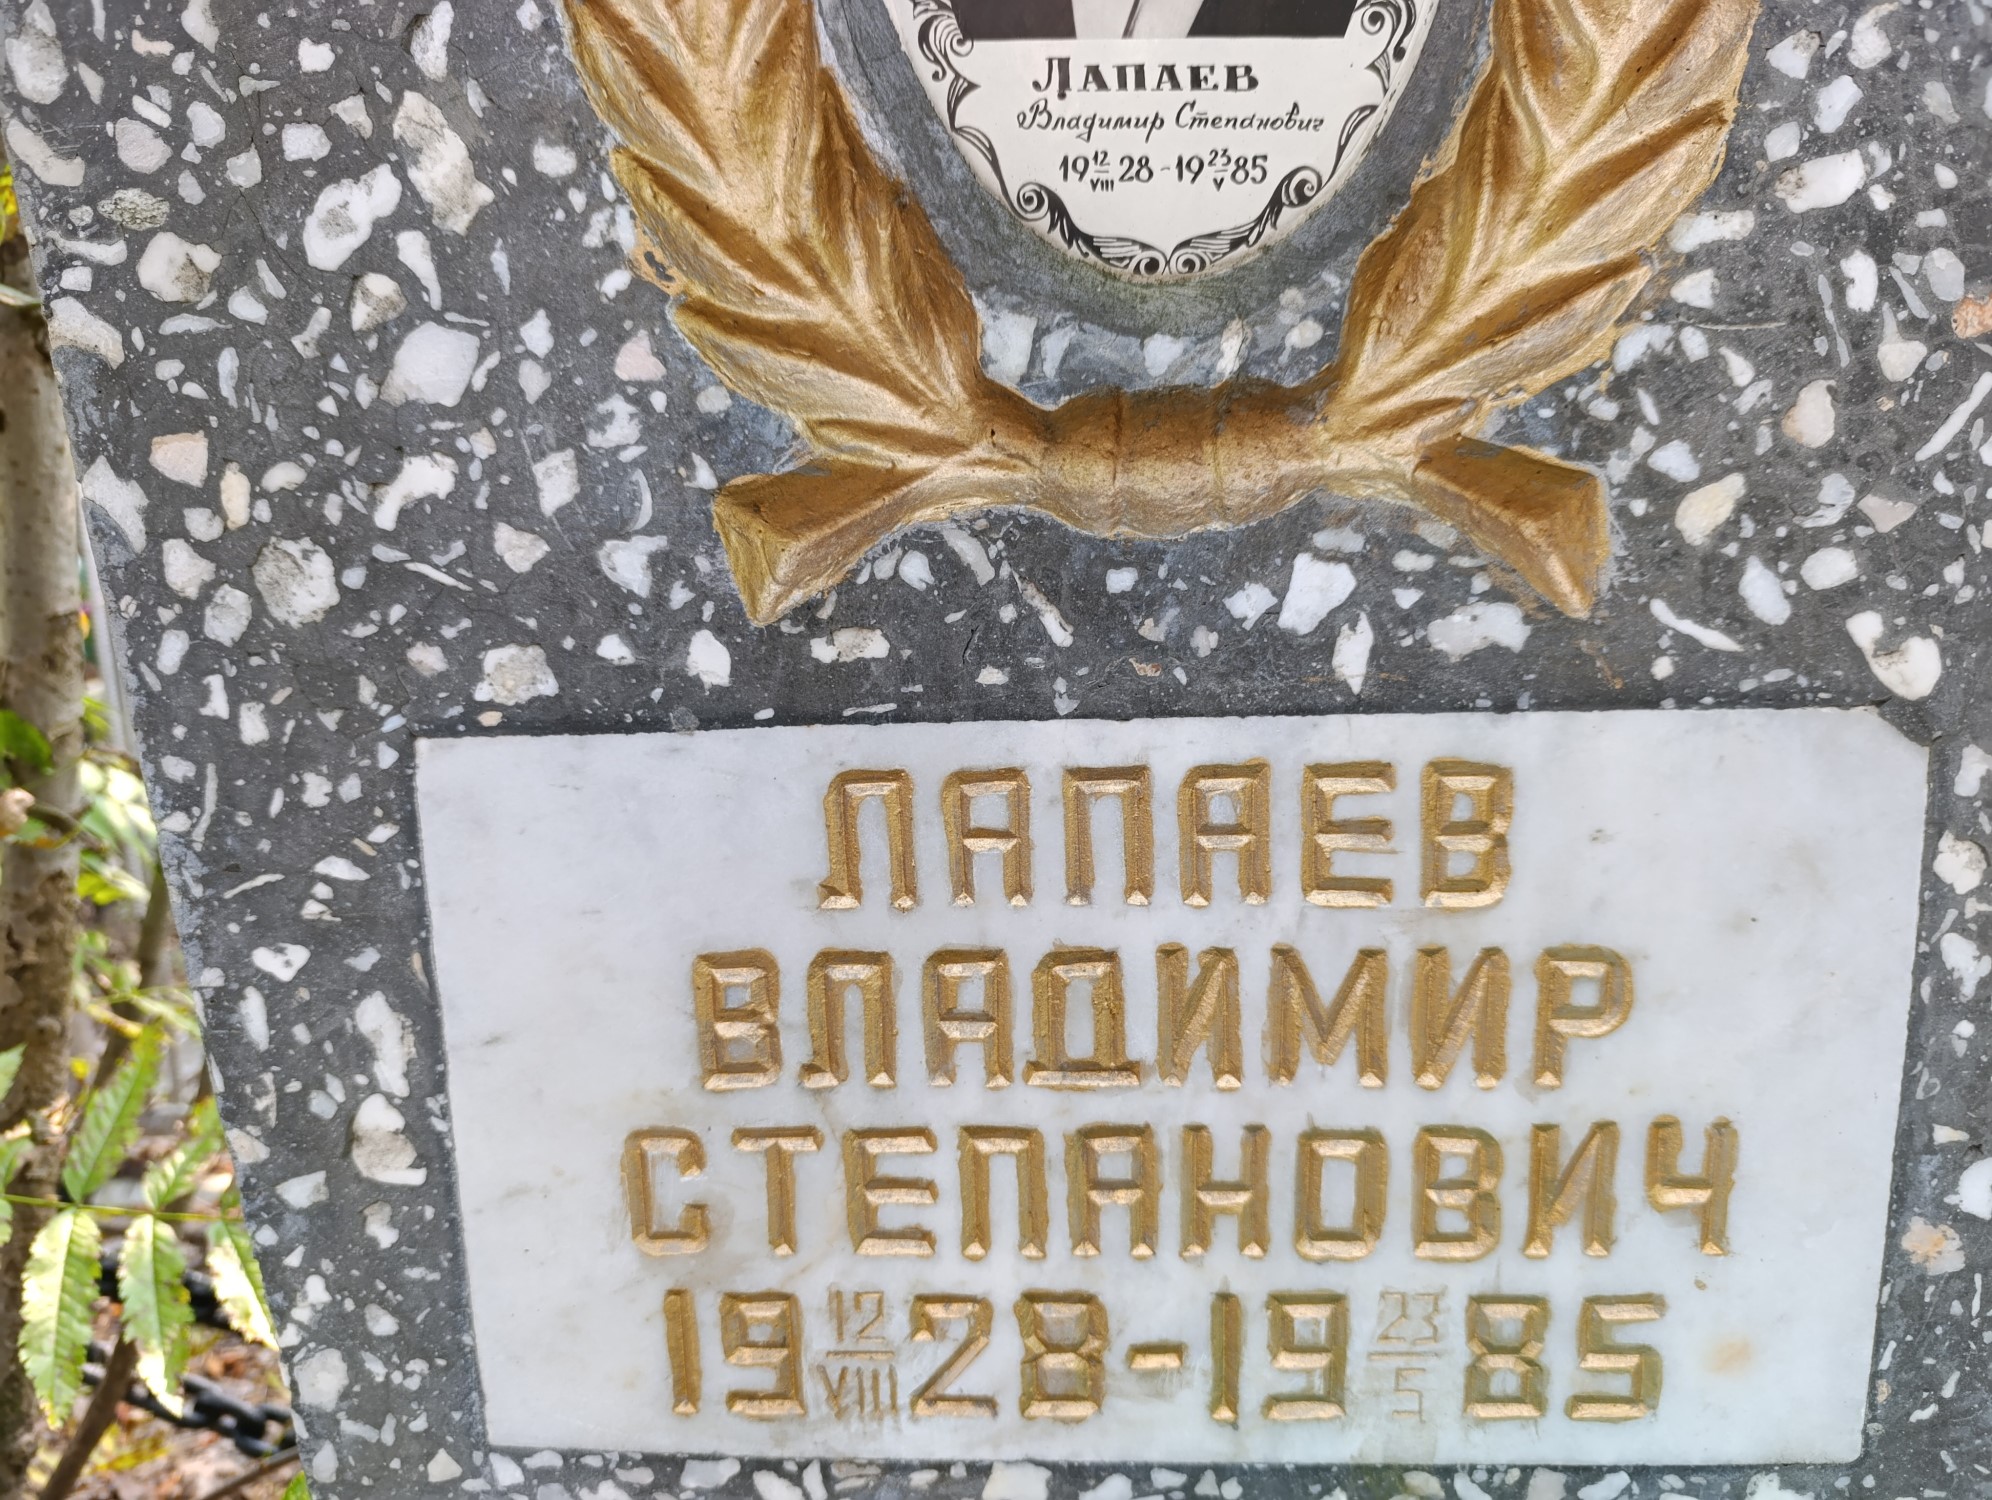 ЛАПАЕВ
Владимир Степанович
19 12/VIII 28 - 19 23/V 85
ЛАПАЕВ
ВЛАДИМИР
СТЕПАНОВИЧ
19 12/VIII 28 - 19 23/5 85